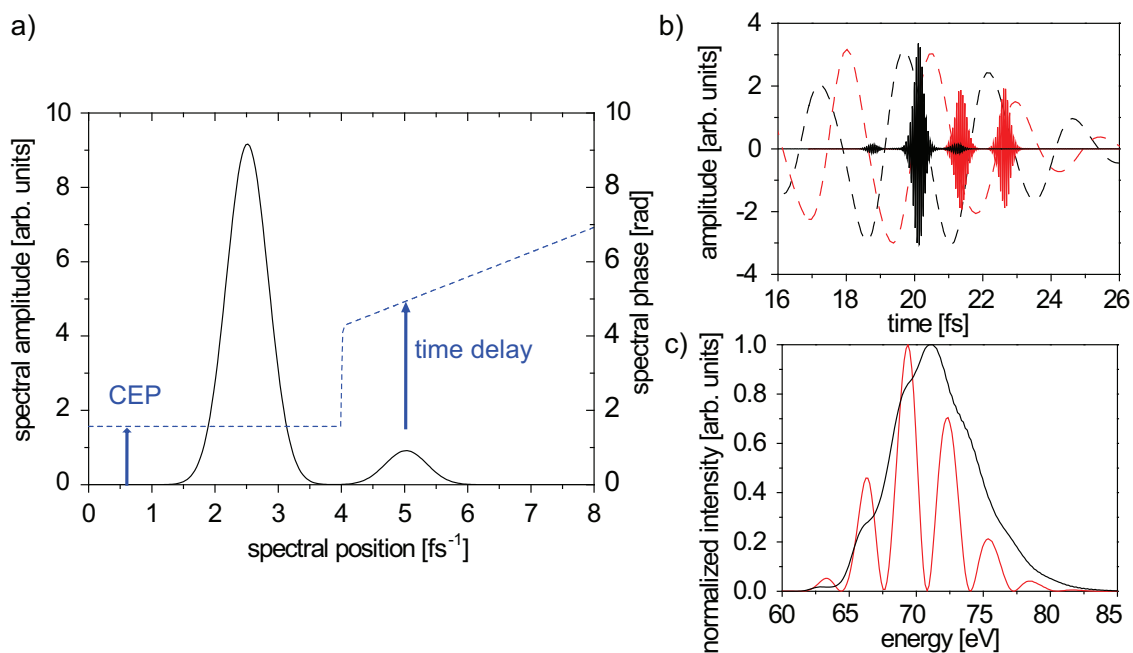 a)
spectral amplitude [arb. units]
10
8
6
4
2
0
CEP
time delay
10
8
6
4
2
0
spectral phase [rad]
0 1 2 3 4 5 6 7 8
spectral position [fs⁻¹]
b)
amplitude [arb. units]
4
2
0
-2
-4
16 18 20 22 24 26
time [fs]
c)
normalized intensity [arb. units]
1.0
0.8
0.6
0.4
0.2
0.0
60 65 70 75 80 85
energy [eV]